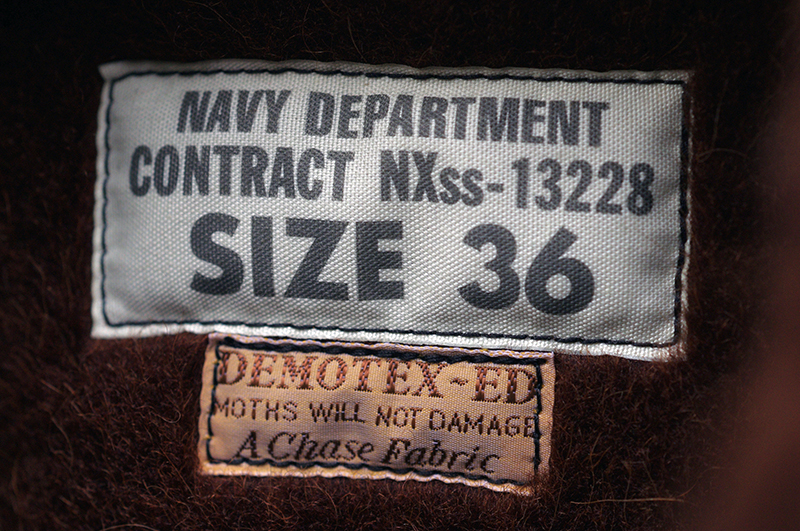 NAVY DEPARTMENT
CONTRACT NXss-13228
SIZE 36
DEMOTEX-ED
MOTHS WILL NOT DAMAGE
A Chase Fabric